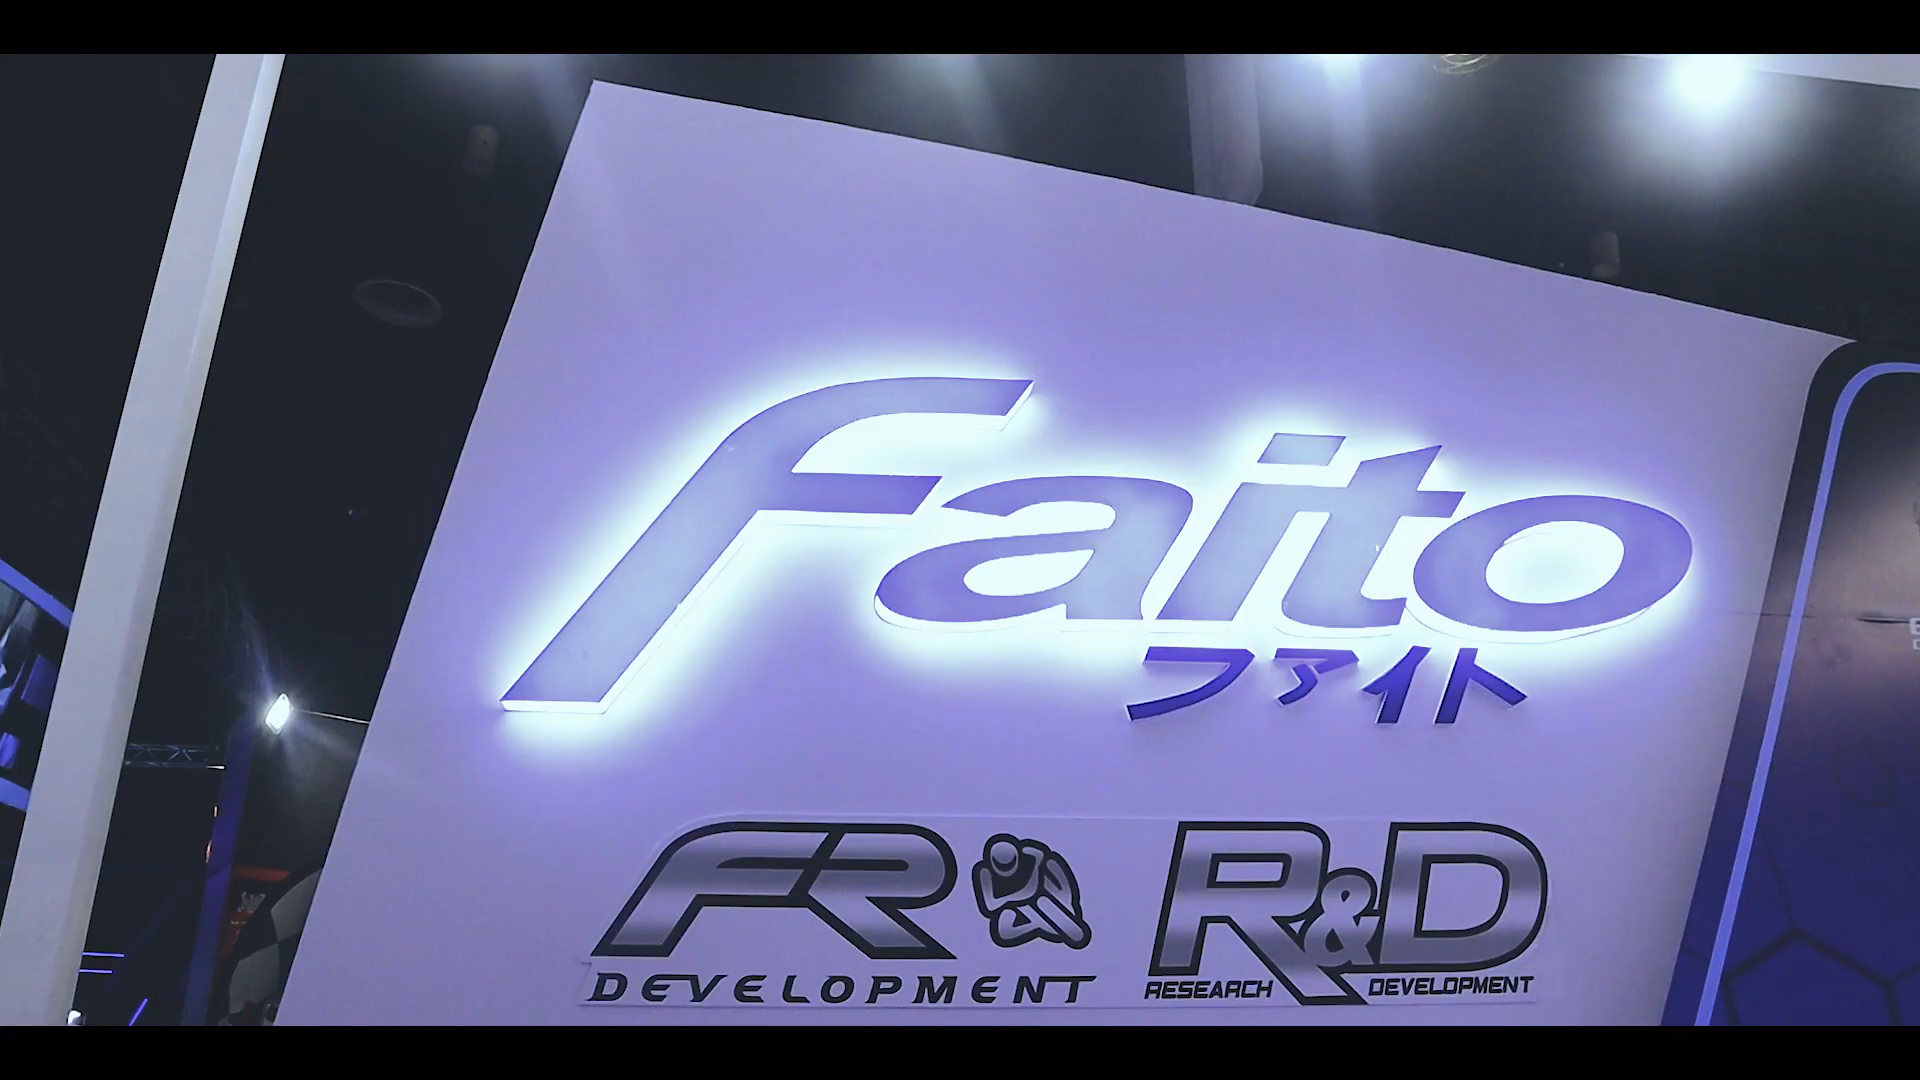 Faito
ファイト
FR
DEVELOPMENT
R&D
RESEARCH DEVELOPMENT